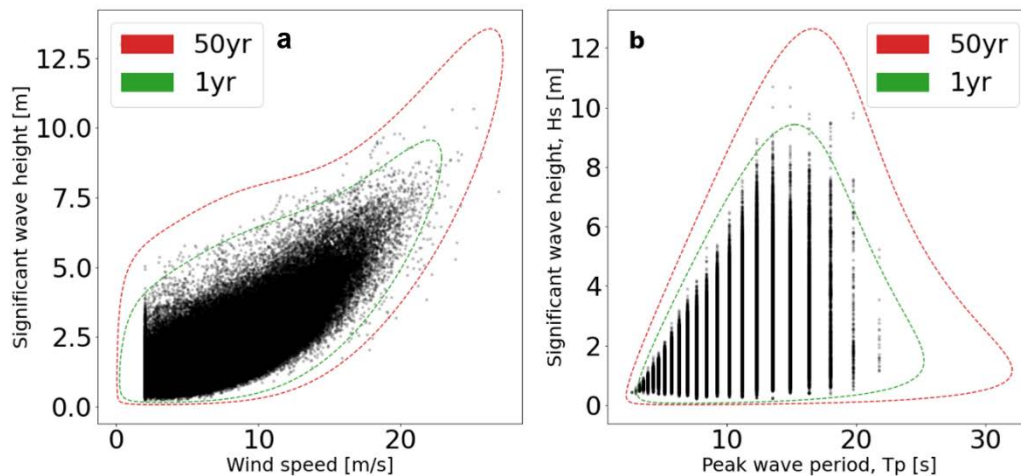 50yr
1yr
a
Significant wave height [m]
12.5
10.0
7.5
5.0
2.5
0.0
0
10
20
Wind speed [m/s]
b
50yr
1yr
Significant wave height, Hs [m]
12
10
8
6
4
2
0
10
20
30
Peak wave period, Tp [s]